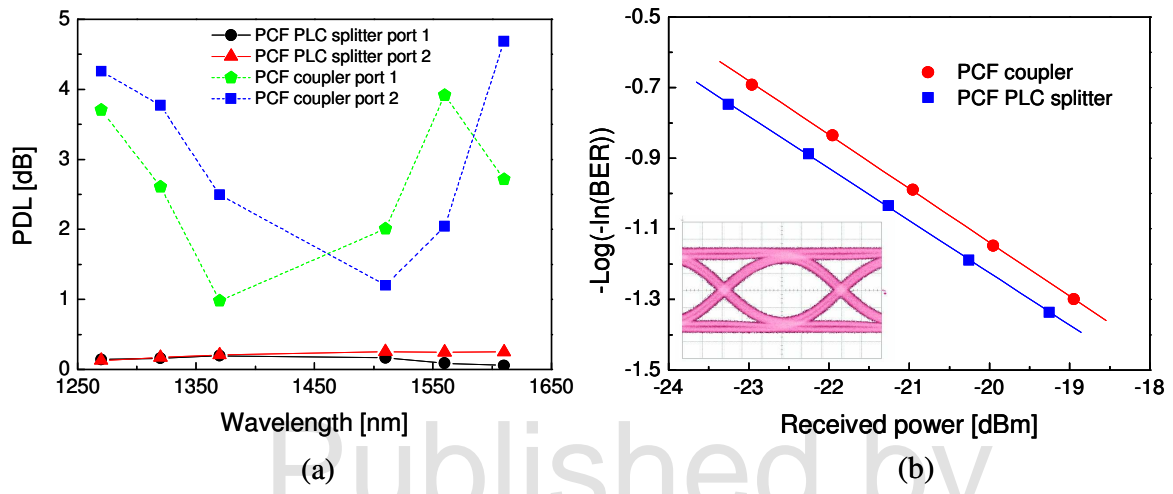 PCF PLC splitter port 1
PCF PLC splitter port 2
PCF coupler port 1
PCF coupler port 2
5
4
3
2
1
0
PDL [dB]
1250
1350
1450
1550
1650
Wavelength [nm]
(a)
PCF coupler
PCF PLC splitter
-0.5
-0.7
-0.9
-1.1
-1.3
-1.5
-Log(-ln(BER))
-24
-23
-22
-21
-20
-19
-18
Received power [dBm]
(b)
Published by